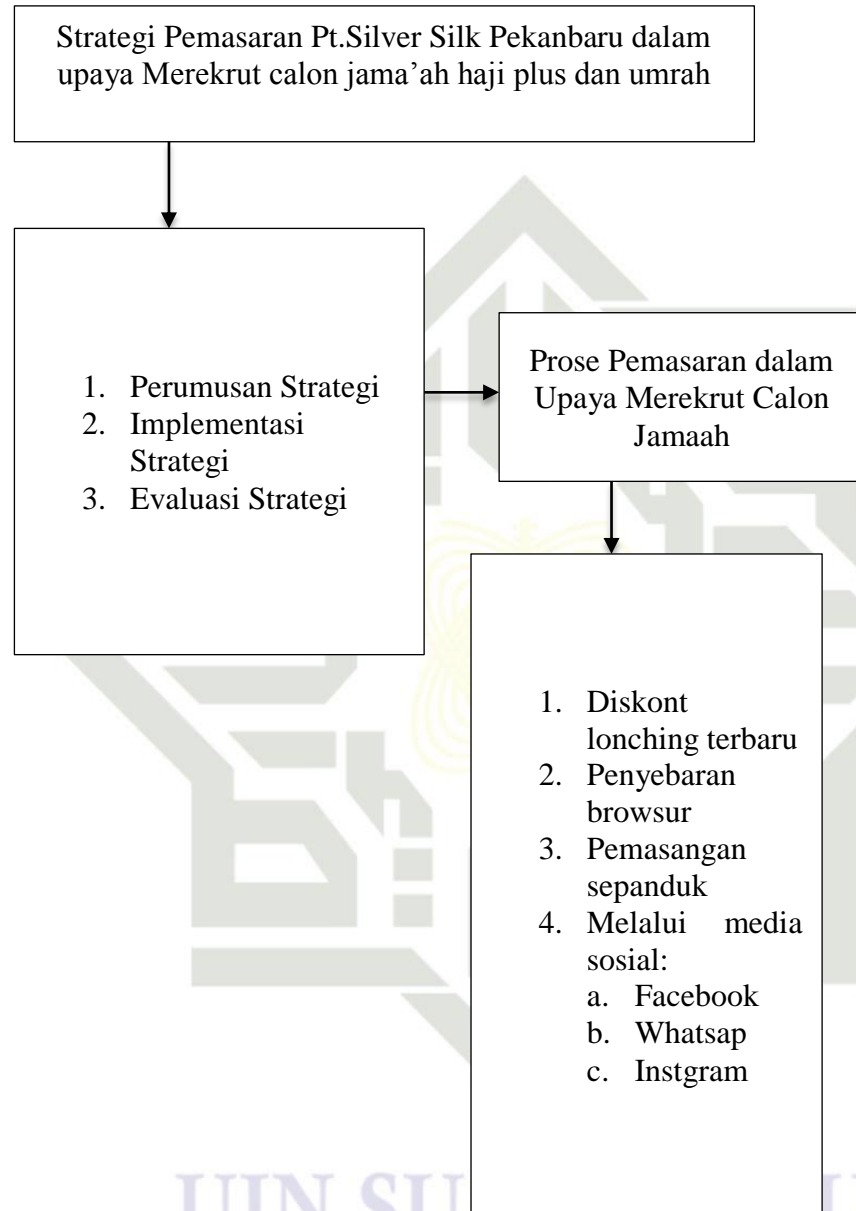 Strategi Pemasaran Pt.Silver Silk Pekanbaru dalam
upaya Merekrut calon jama’ah haji plus dan umrah
1. Perumusan Strategi
2. Implementasi
Strategi
3. Evaluasi Strategi
Prose Pemasaran dalam
Upaya Merekrut Calon
Jamaah
1. Diskont
lonching terbaru
2. Penyebaran
browsur
3. Pemasangan
sepanduk
4. Melalui media
sosial:
a. Facebook
b. Whatsap
c. Instgram
UIN